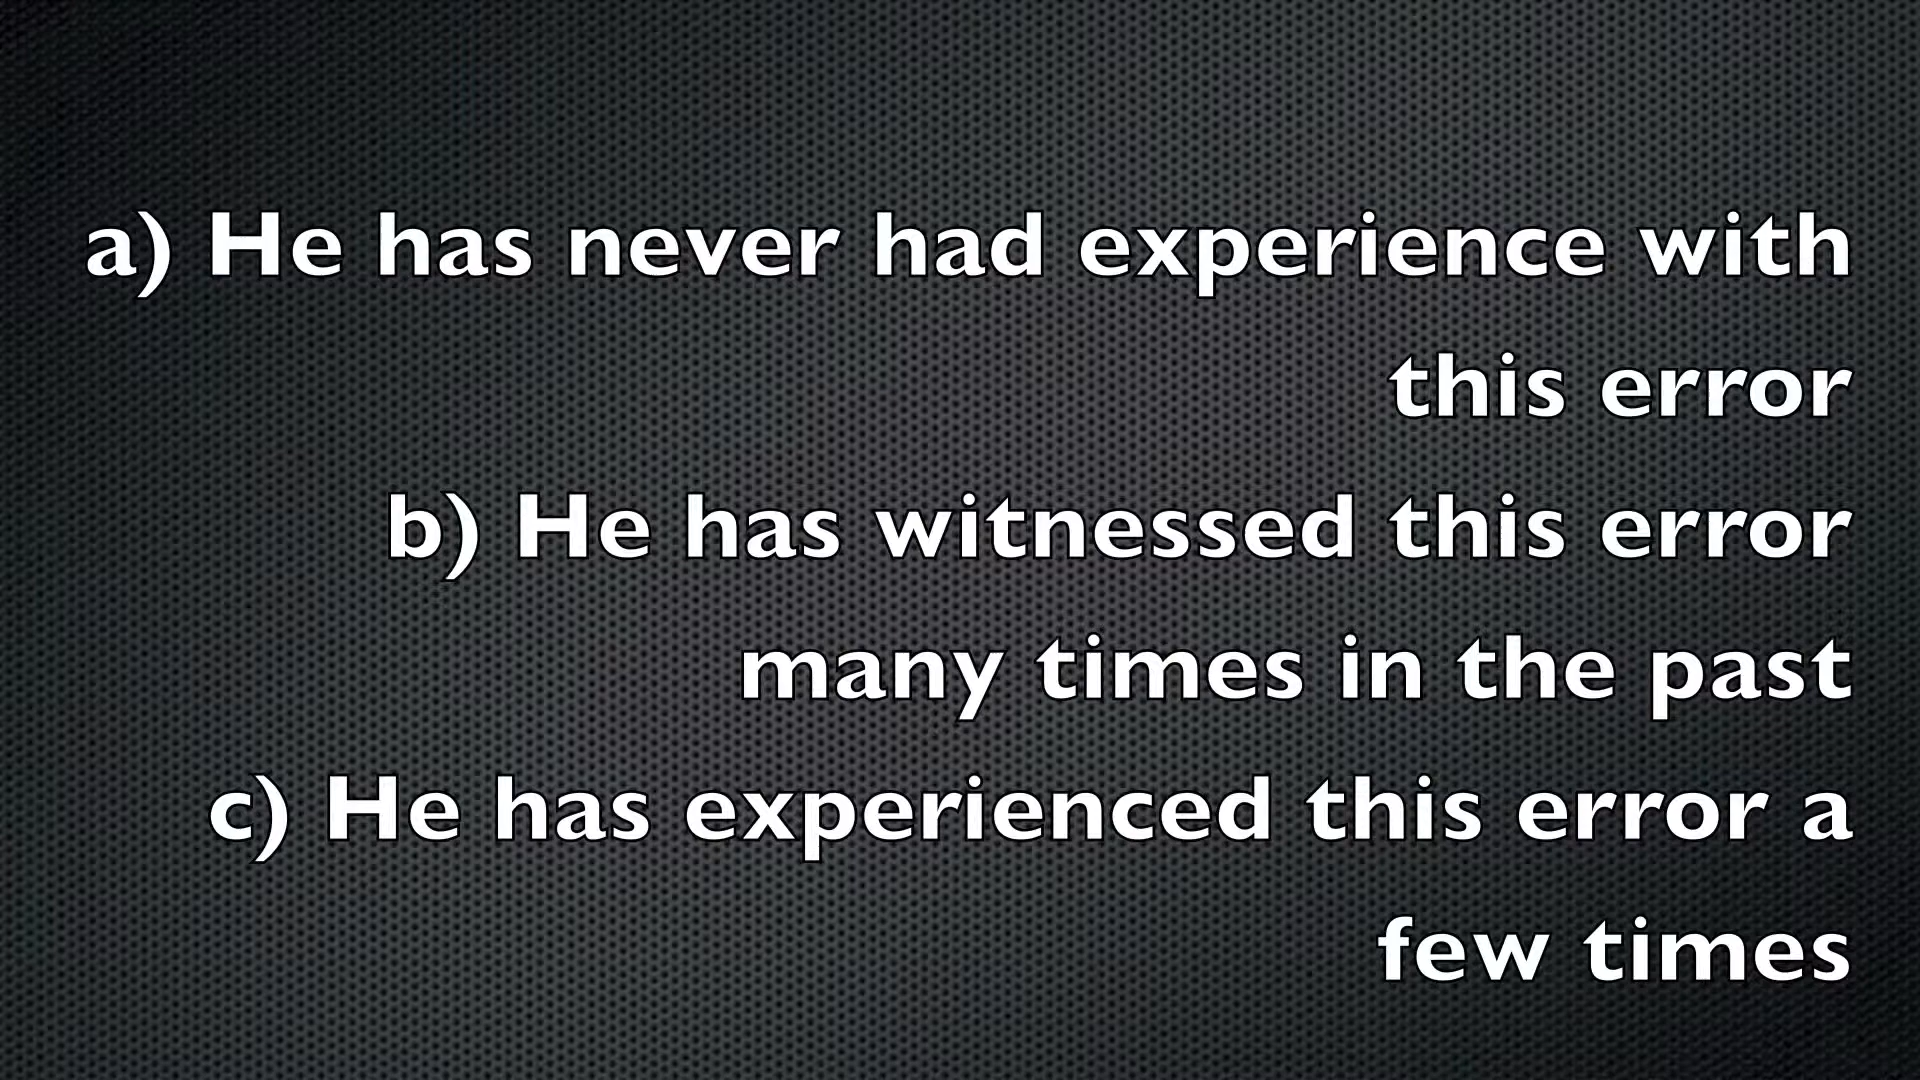 a) He has never had experience with
this error
b) He has witnessed this error
many times in the past
c) He has experienced this error a
few times